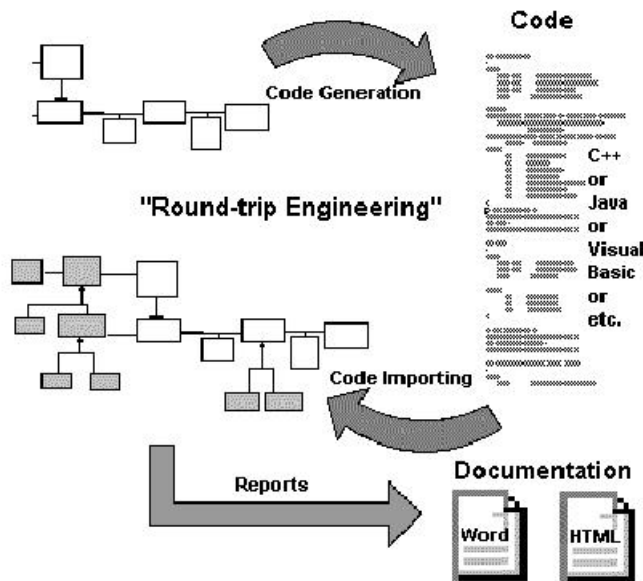 Code
Code Generation
C++
or
Java
or
Visual
Basic
or
etc.
"Round-trip Engineering"
Code Importing
Reports
Documentation
Word
HTML